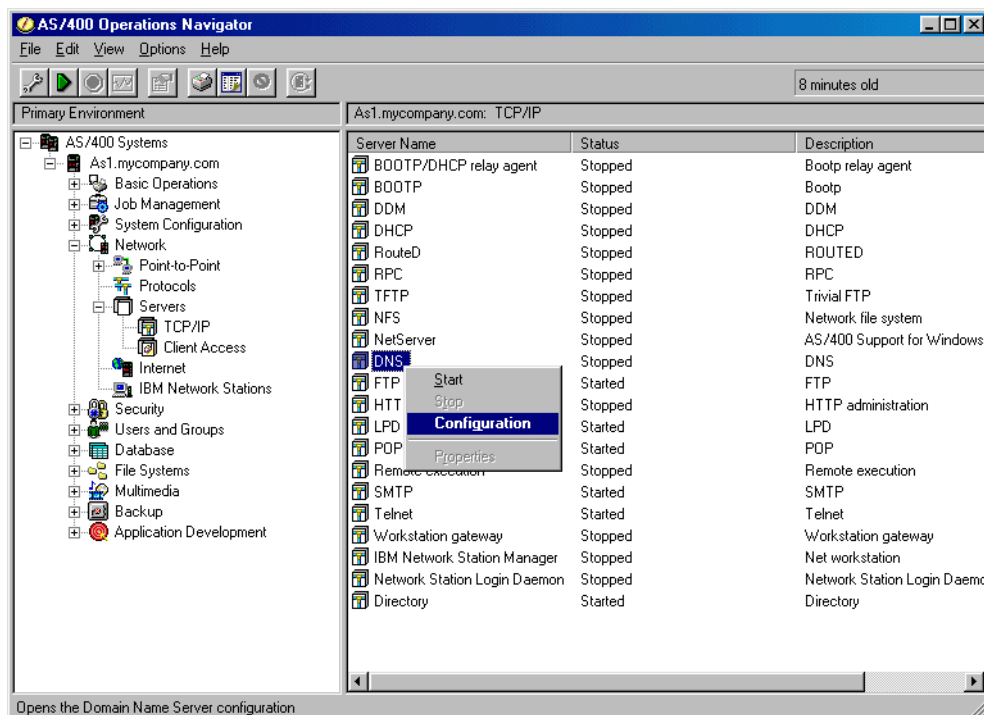 AS/400 Operations Navigator
File Edit View Options Help
8 minutes old
Primary Environment
As1.mycompany.com: TCP/IP
AS/400 Systems
As1.mycompany.com
Basic Operations
Job Management
System Configuration
Network
Point-to-Point
Protocols
Servers
TCP/IP
Client Access
Internet
IBM Network Stations
Security
Users and Groups
Database
File Systems
Multimedia
Backup
Application Development
Server Name Status Description
BOOTP/DHCP relay agent Stopped Bootp relay agent
BOOTP Stopped Bootp
DDM Stopped DDM
DHCP Stopped DHCP
RouteD Stopped ROUTED
RPC Stopped RPC
TFTP Stopped Trivial FTP
NFS Stopped Network file system
NetServer Stopped AS/400 Support for Windows
DNS Stopped DNS
FTP Started FTP
HTT Stopped HTTP administration
LPD Started LPD
POP Started POP
Remote execution Stopped Remote execution
SMTP Started SMTP
Telnet Started Telnet
Workstation gateway Stopped Workstation gateway
IBM Network Station Manager Stopped Net workstation
Network Station Login Daemon Stopped Network Station Login Daemo
Directory Started Directory
Start
Stop
Configuration
Properties
Opens the Domain Name Server configuration